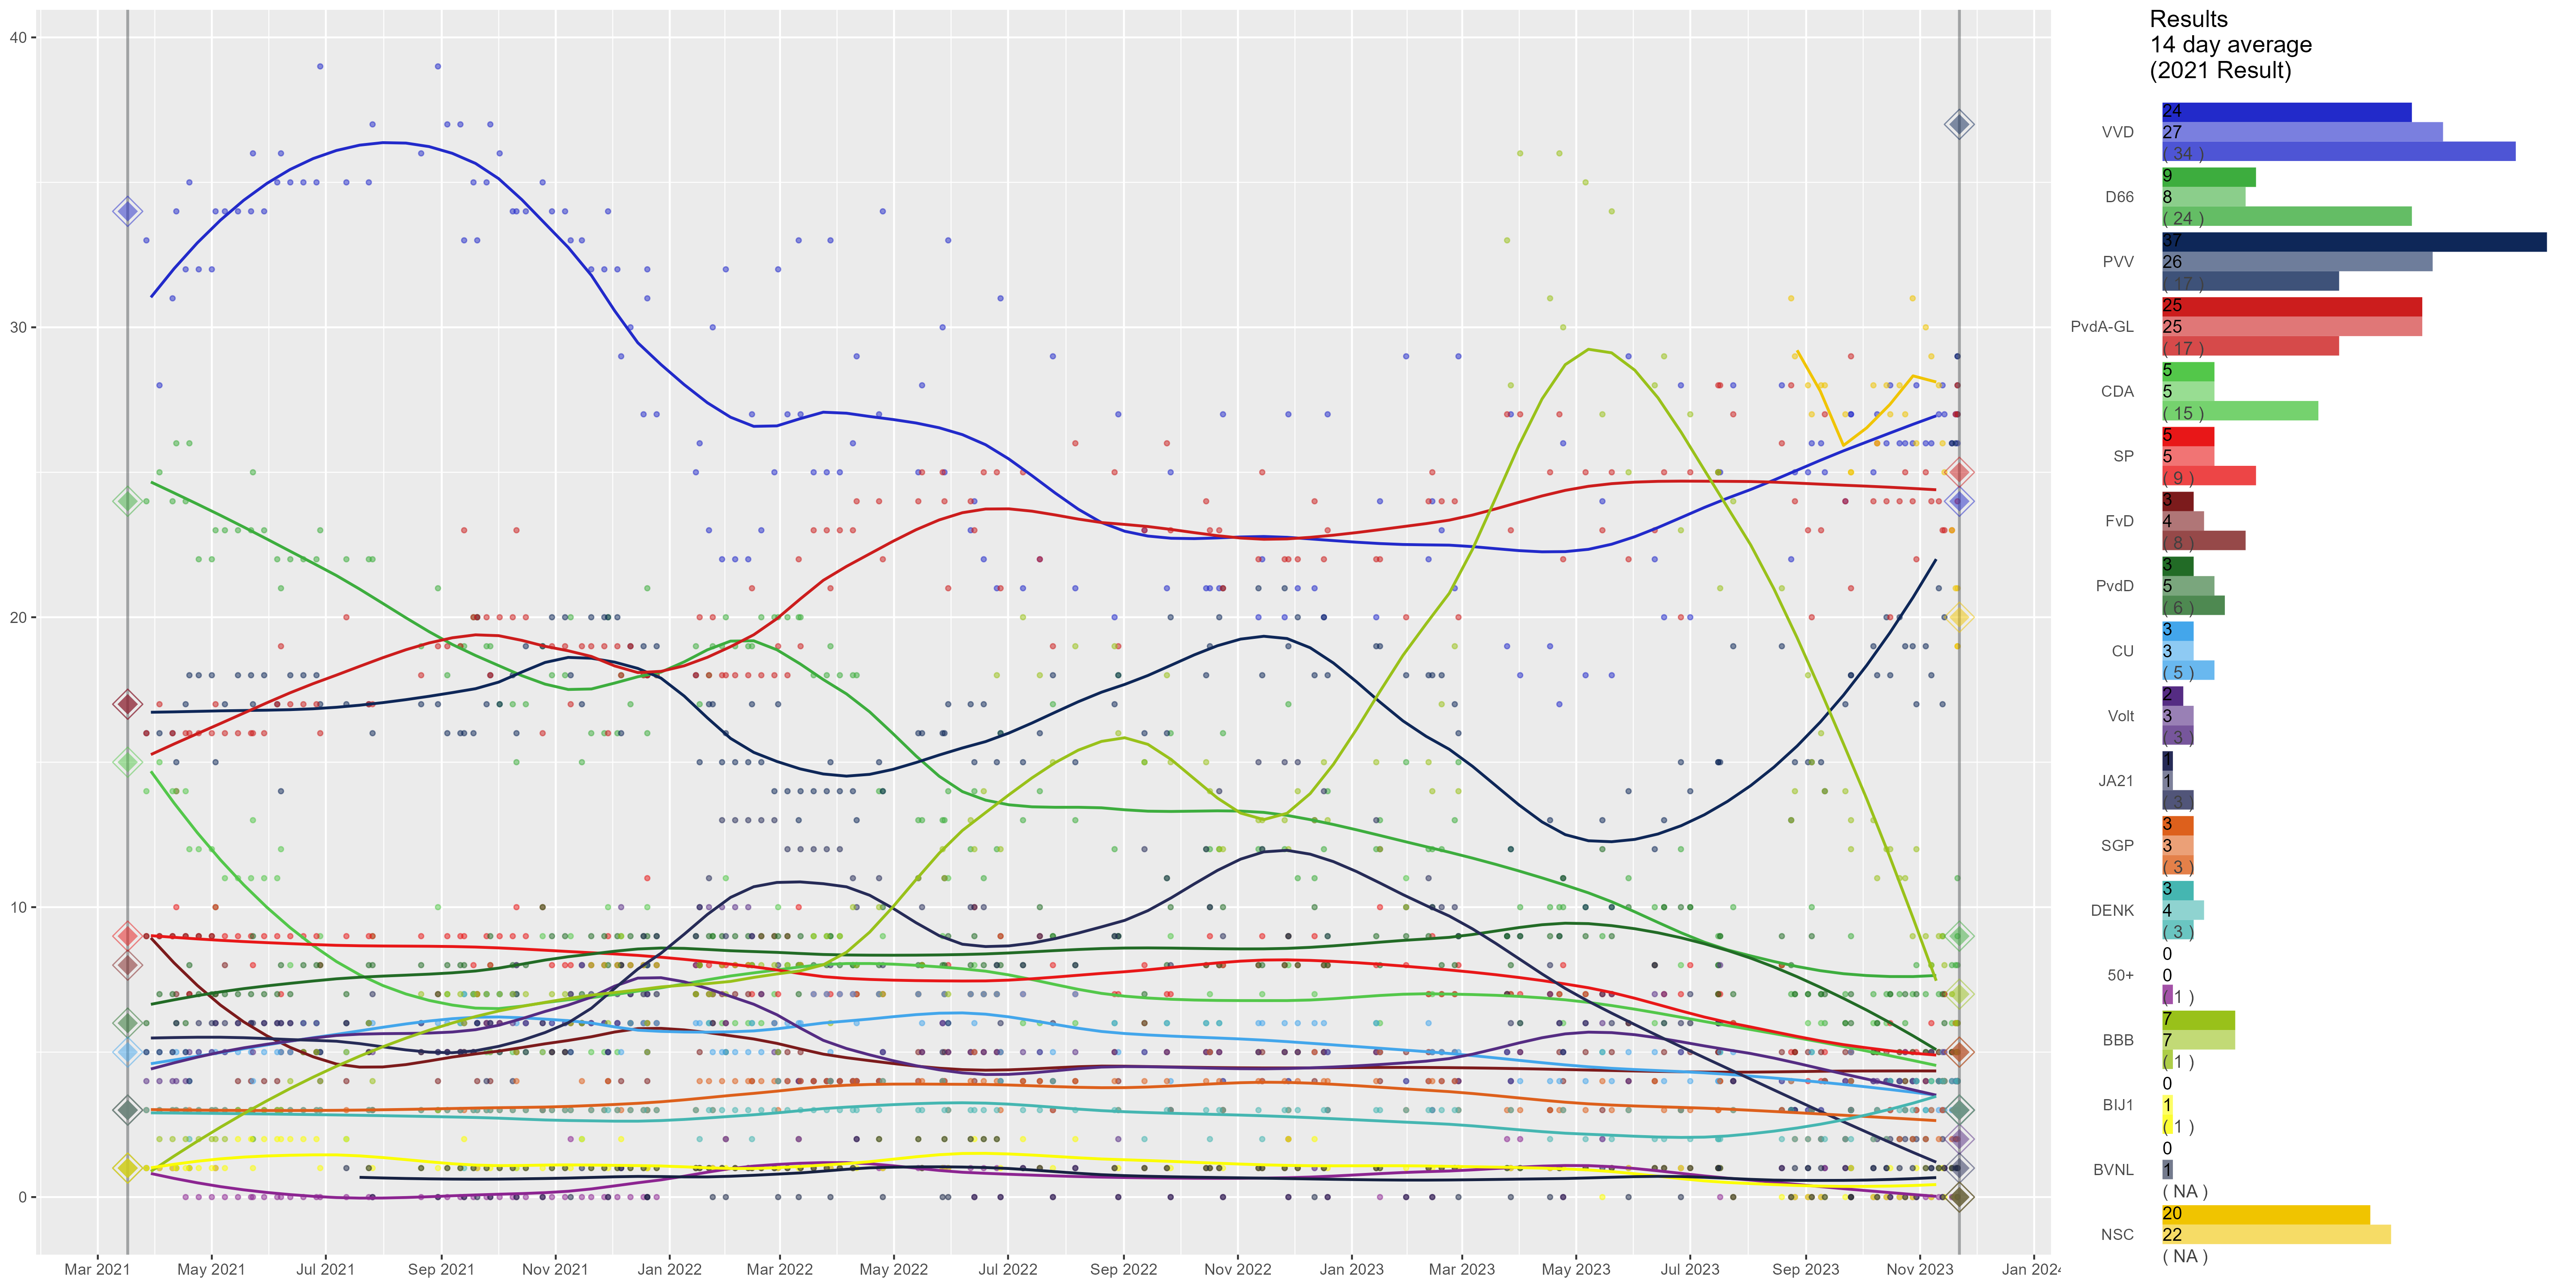 40
30
20
10
0
Mar 2021
May 2021
Jul 2021
Sep 2021
Nov 2021
Jan 2022
Mar 2022
May 2022
Jul 2022
Sep 2022
Nov 2022
Jan 2023
Mar 2023
May 2023
Jul 2023
Sep 2023
Nov 2023
Jan 2024
Results
14 day average
(2021 Result)
VVD
24
27
( 34 )
D66
9
8
( 24 )
PVV
37
26
( 17 )
PvdA-GL
25
25
( 17 )
CDA
5
5
( 15 )
SP
5
5
( 9 )
FvD
3
4
( 8 )
PvdD
3
5
( 6 )
CU
3
3
( 5 )
Volt
2
3
( 3 )
JA21
1
1
( 3 )
SGP
3
3
( 3 )
DENK
3
4
( 3 )
50+
0
0
( 1 )
BBB
7
7
( 1 )
BIJ1
0
1
( 1 )
BVNL
0
1
( NA )
NSC
20
22
( NA )